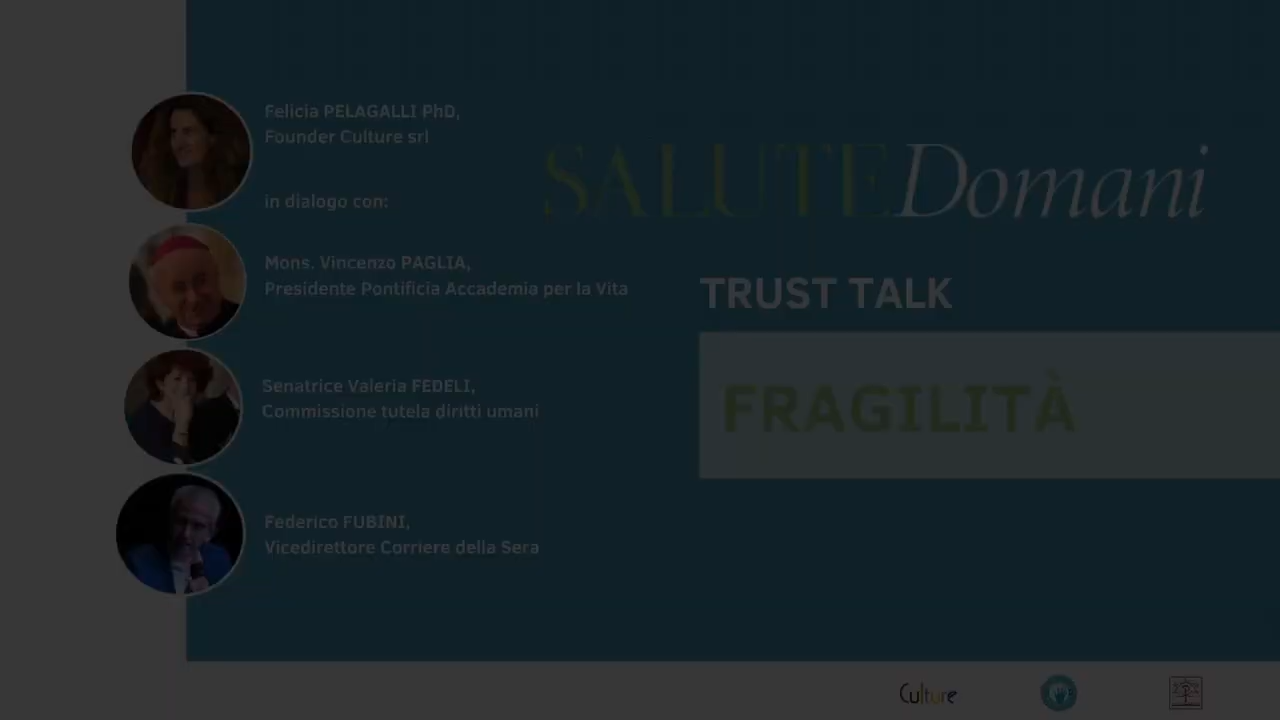 Felicia PELAGALLI PhD,
Founder Culture srl
in dialogo con:
Mons. Vincenzo PAGLIA,
Presidente Pontificia Accademia per la Vita
Senatrice Valeria FEDELI,
Commissione tutela diritti umani
Federico FUBINI,
Vicedirettore Corriere della Sera
SALUTEDomani
TRUST TALK
FRAGILITÀ
Culture